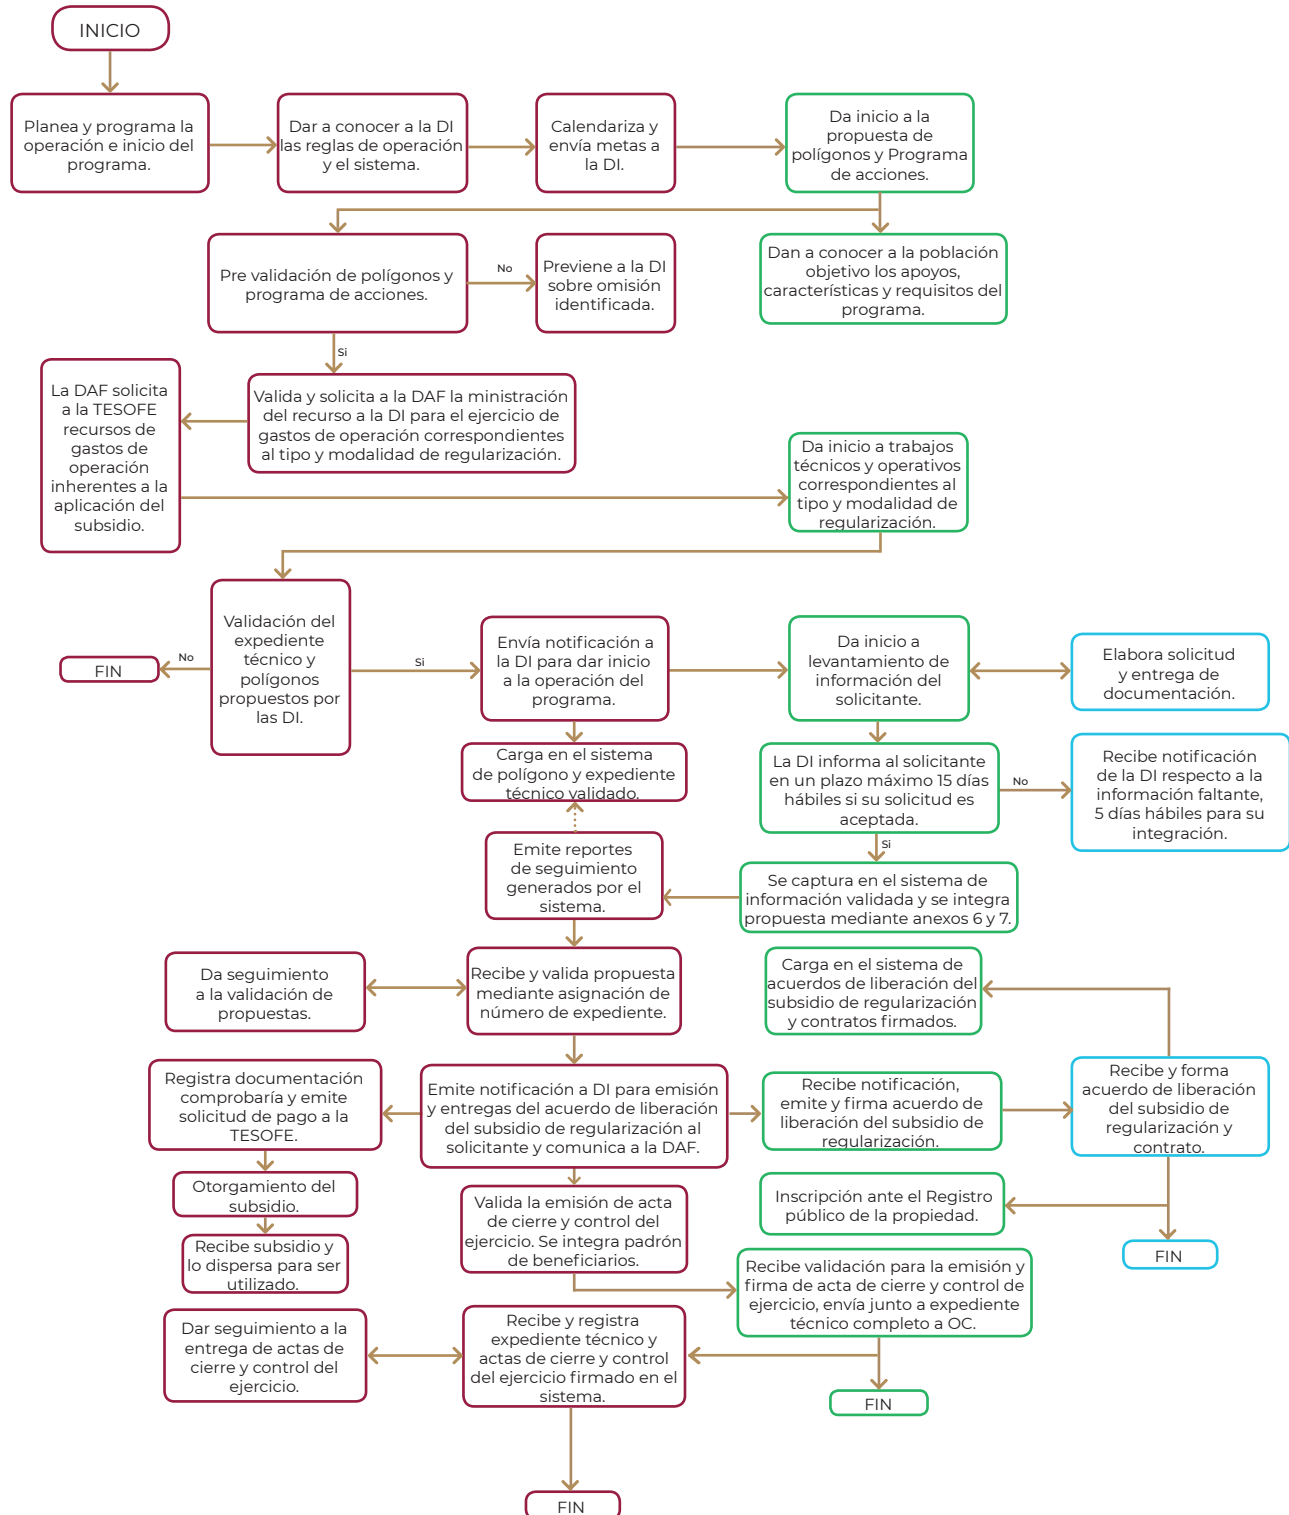 INICIO
Planea y programa la
operación e inicio del
programa.
Dar a conocer a la DI
las reglas de operación
y el sistema.
Calendariza y
envía metas a
la DI.
Da inicio a la
propuesta de
polígonos y Programa
de acciones.
Pre validación de polígonos y
programa de acciones.
No
Previene a la DI
sobre omisión
identificada.
Dan a conocer a la población
objetivo los apoyos,
características y requisitos del
programa.
Si
La DAF solicita
a la TESOFE
recursos de
gastos de
operación
inherentes a la
aplicación del
subsidio.
Valida y solicita a la DAF la ministración
del recurso a la DI para el ejercicio de
gastos de operación correspondientes
al tipo y modalidad de regularización.
Da inicio a trabajos
técnicos y operativos
correspondientes al
tipo y modalidad de
regularización.
FIN
No
Validación del
expediente
técnico y
polígonos
propuestos por
las DI.
Si
Envía notificación a
la DI para dar inicio
a la operación del
programa.
Da inicio a
levantamiento de
información del
solicitante.
Elabora solicitud
y entrega de
documentación.
Carga en el sistema
de polígono y expediente
técnico validado.
La DI informa al solicitante
en un plazo máximo 15 días
hábiles si su solicitud es
aceptada.
No
Recibe notificación
de la DI respecto a la
información faltante,
5 días hábiles para su
integración.
Si
Emite reportes
de seguimiento
generados por el
sistema.
Se captura en el sistema de
información validada y se integra
propuesta mediante anexos 6 y 7.
Da seguimiento
a la validación de
propuestas.
Recibe y valida propuesta
mediante asignación de
número de expediente.
Carga en el sistema de
acuerdos de liberación del
subsidio de regularización
y contratos firmados.
Registra documentación
comprobaría y emite
solicitud de pago a la
TESOFE.
Emite notificación a DI para emisión
y entregas del acuerdo de liberación
del subsidio de regularización al
solicitante y comunica a la DAF.
Recibe notificación,
emite y firma acuerdo de
liberación del subsidio de
regularización.
Recibe y forma
acuerdo de liberación
del subsidio de
regularización y
contrato.
Otorgamiento del
subsidio.
Valida la emisión de acta
de cierre y control del
ejercicio. Se integra padrón
de beneficiarios.
Inscripción ante el Registro
público de la propiedad.
FIN
Recibe subsidio y
lo dispersa para ser
utilizado.
Recibe validación para la emisión y
firma de acta de cierre y control de
ejercicio, envía junto a expediente
técnico completo a OC.
Dar seguimiento a la
entrega de actas de
cierre y control del
ejercicio.
Recibe y registra
expediente técnico y
actas de cierre y control
del ejercicio firmado en el
sistema.
FIN
FIN